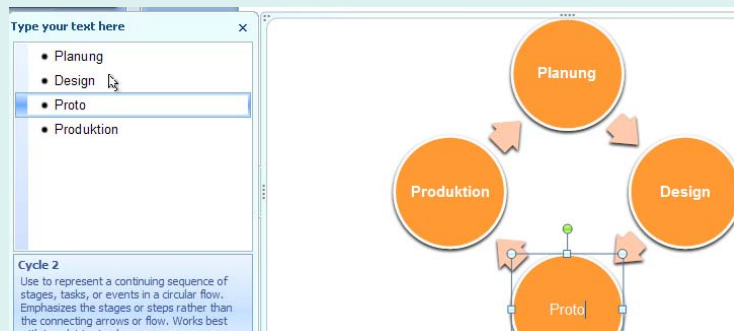 Type your text here
Planung
Design
Proto
Produktion
Cycle 2
Use to represent a continuing sequence of
stages, tasks, or events in a circular flow.
Emphasizes the stages or steps rather than
the connecting arrows or flow. Works best
Planung
Produktion
Design
Proto